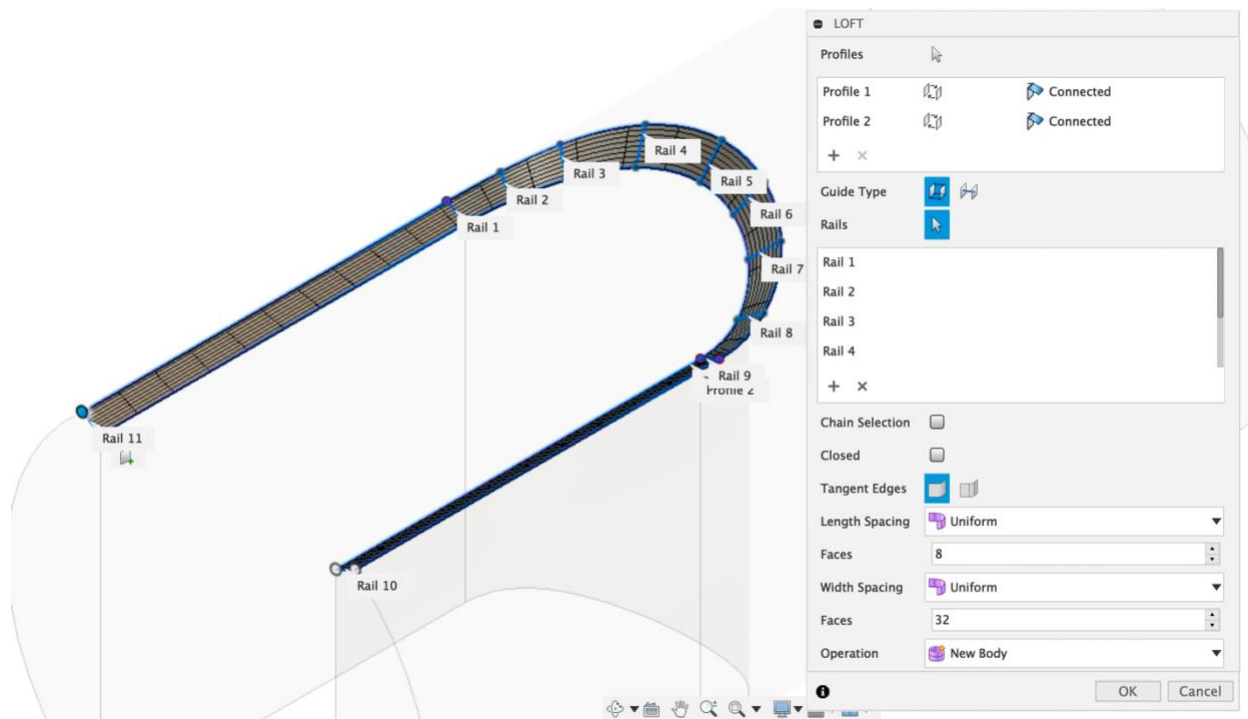 LOFT
Profiles
Profile 1 Connected
Profile 2 Connected
Guide Type
Rails
Rail 1
Rail 2
Rail 3
Rail 4
Chain Selection
Closed
Tangent Edges
Length Spacing Uniform
Faces 8
Width Spacing Uniform
Faces 32
Operation New Body
OK Cancel
Rail 4
Rail 3
Rail 5
Rail 2
Rail 6
Rail 1
Rail 7
Rail 8
Rail 9
Profile 2
Rail 11
Rail 10